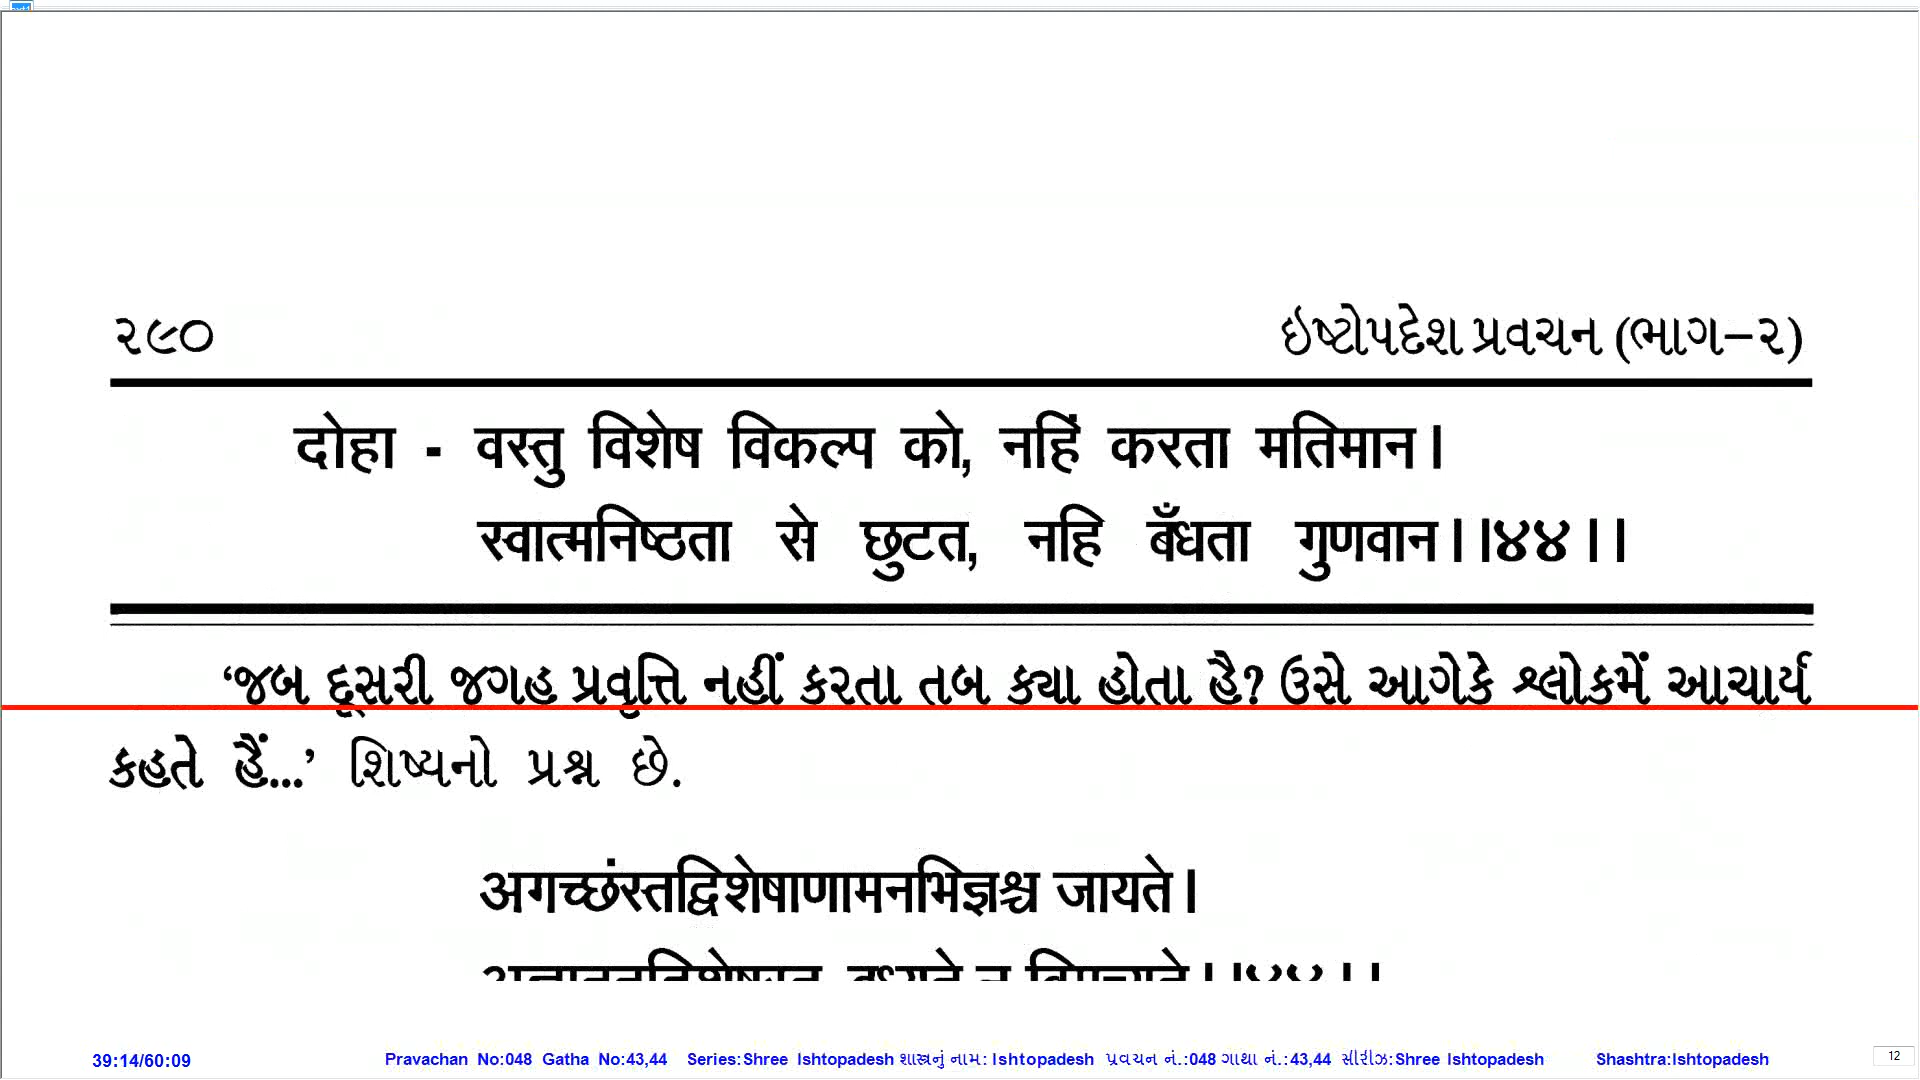 ૨૯૦ ઇષ્ટોપદેશ પ્રવચન (ભાગ–૨)
दोहा - वस्तु विशेष विकल्प को, नहिं करता मतिमान।
स्वात्मनिष्ठता से छुटत, नहि बँधता गुणवान।।४४।।
‘જબ દૂસરી જગહ પ્રવૃત્તિ નહીં કરતા તબ ક્યા હોતા હૈ? ઉસે આગેકે શ્લોકમેં આચાર્ય
કહતે હૈં...’ શિષ્યનો પ્રશ્ન છે.
अगच्छंस्तद्विशेषाणामनभिज्ञश्च जायते।
39:14/60:09 Pravachan No:048 Gatha No:43,44 Series:Shree Ishtopadesh શાસ્ત્રનું નામ: Ishtopadesh પ્રવચન નં.:048 ગાથા નં.:43,44 સીરીઝ:Shree Ishtopadesh Shashtra:Ishtopadesh 12